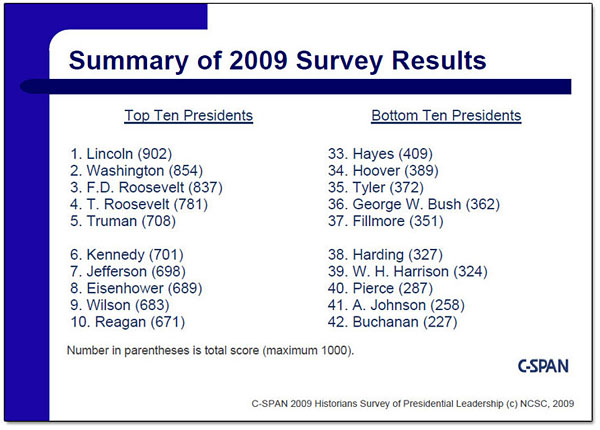 Summary of 2009 Survey Results
Top Ten Presidents
1. Lincoln (902)
2. Washington (854)
3. F.D. Roosevelt (837)
4. T. Roosevelt (781)
5. Truman (708)
6. Kennedy (701)
7. Jefferson (698)
8. Eisenhower (689)
9. Wilson (683)
10. Reagan (671)
Bottom Ten Presidents
33. Hayes (409)
34. Hoover (389)
35. Tyler (372)
36. George W. Bush (362)
37. Fillmore (351)
38. Harding (327)
39. W. H. Harrison (324)
40. Pierce (287)
41. A. Johnson (258)
42. Buchanan (227)
Number in parentheses is total score (maximum 1000).
C-SPAN
C-SPAN 2009 Historians Survey of Presidential Leadership (c) NCSC, 2009